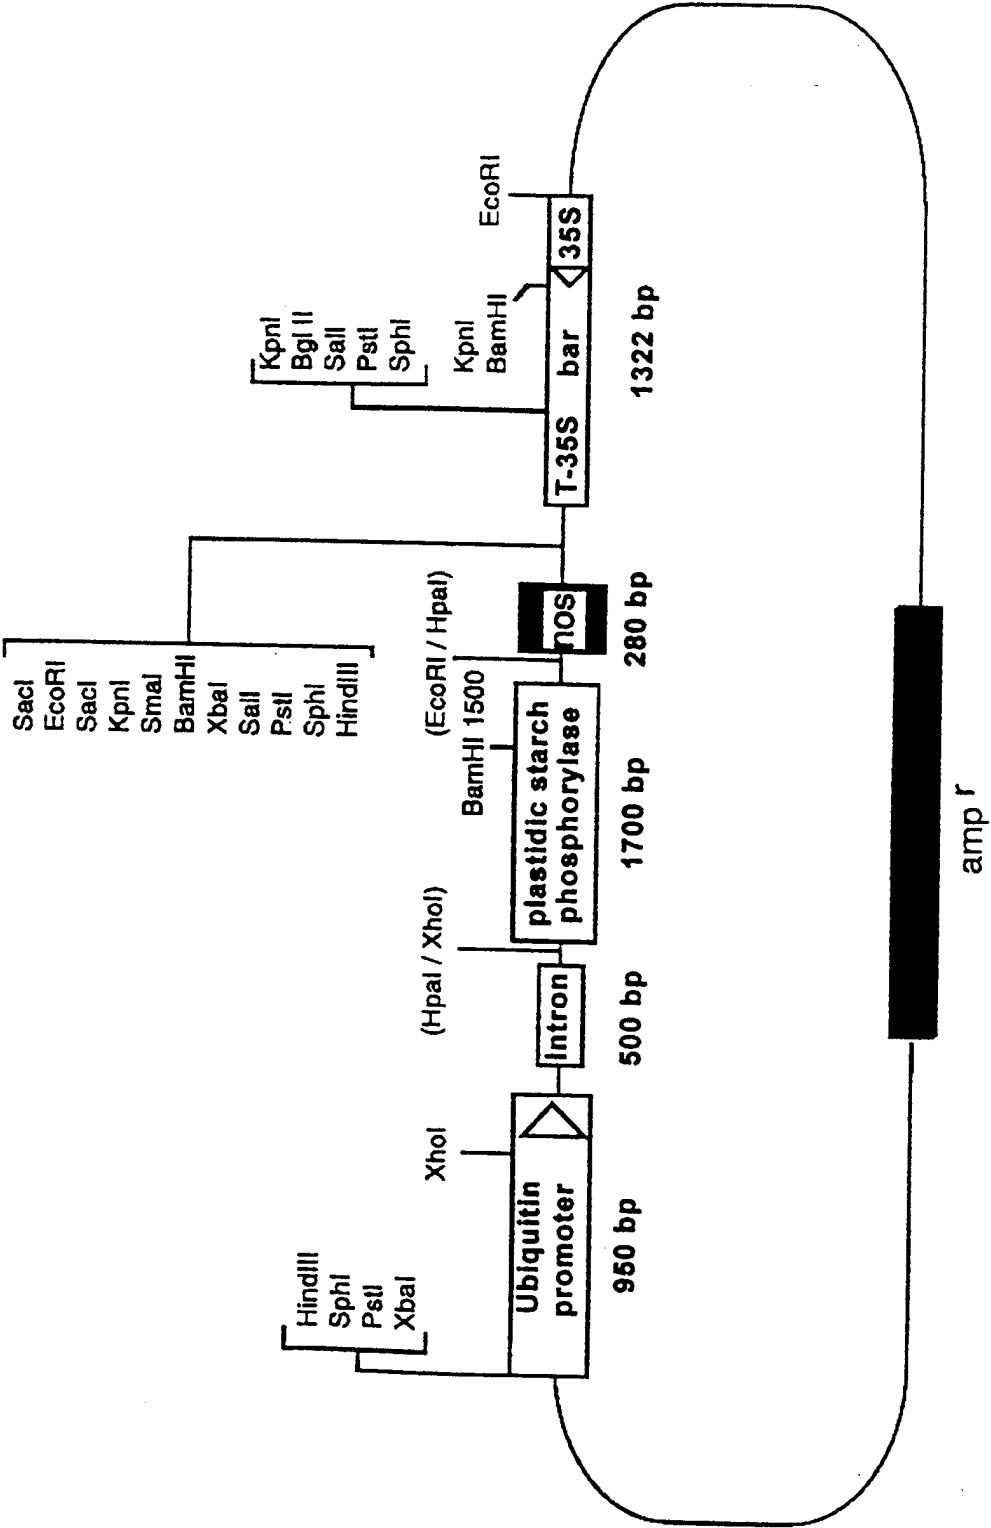 HindIII
SphI
PstI
XbaI
XhoI
(HpaI / XhoI)
BamHI 1500
(EcoRI / HpaI)
SacI
EcoRI
SacI
KpnI
SmaI
BamHI
XbaI
SalI
PstI
SphI
HindIII
KpnI
Bgl II
SalI
PstI
SphI
KpnI
BamHI
EcoRI
Ubiquitin
promoter
Intron
plastidic starch
phosphorylase
nos
T-35S bar 35S
950 bp
500 bp
1700 bp
280 bp
1322 bp
amp r